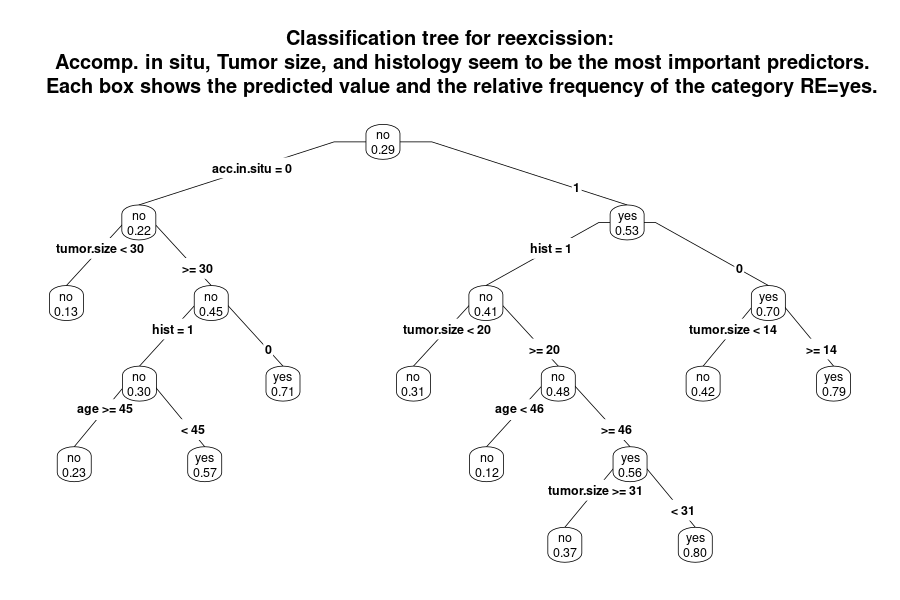 Classification tree for reexcission:
Accomp. in situ, Tumor size, and histology seem to be the most important predictors.
Each box shows the predicted value and the relative frequency of the category RE=yes.
no
0.29
acc.in.situ = 0
1
no
0.22
yes
0.53
tumor.size < 30
>= 30
hist = 1
0
no
0.13
no
0.45
no
0.41
yes
0.70
hist = 1
0
tumor.size < 20
>= 20
tumor.size < 14
>= 14
no
0.30
yes
0.71
no
0.31
no
0.48
no
0.42
yes
0.79
age >= 45
< 45
age < 46
>= 46
no
0.23
yes
0.57
no
0.12
yes
0.56
tumor.size >= 31
< 31
no
0.37
yes
0.80